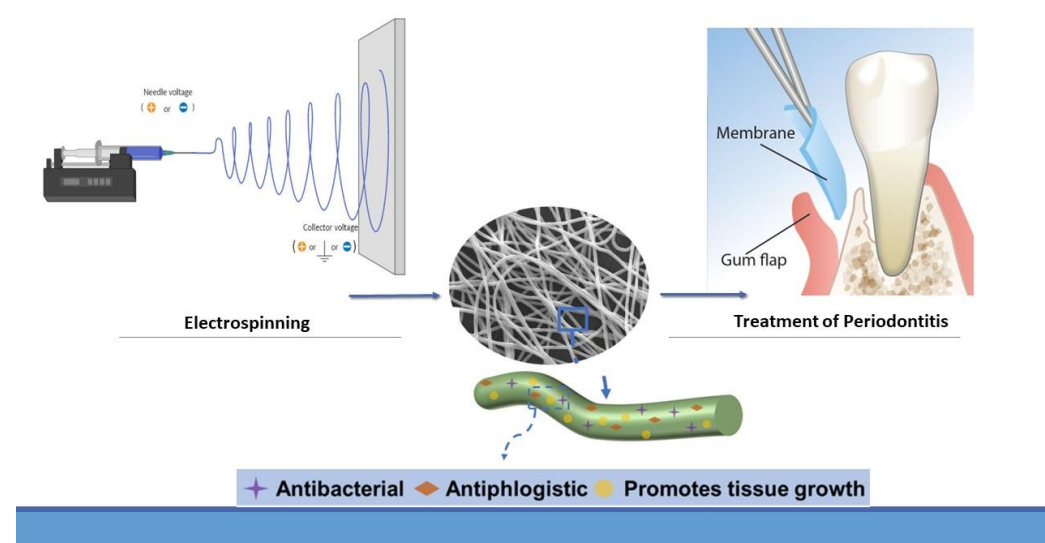 Needle voltage
( + or − )
Collector voltage
( + or ⏚ or − )
Electrospinning
Membrane
Gum flap
Treatment of Periodontitis
Antibacterial Antiphlogistic Promotes tissue growth